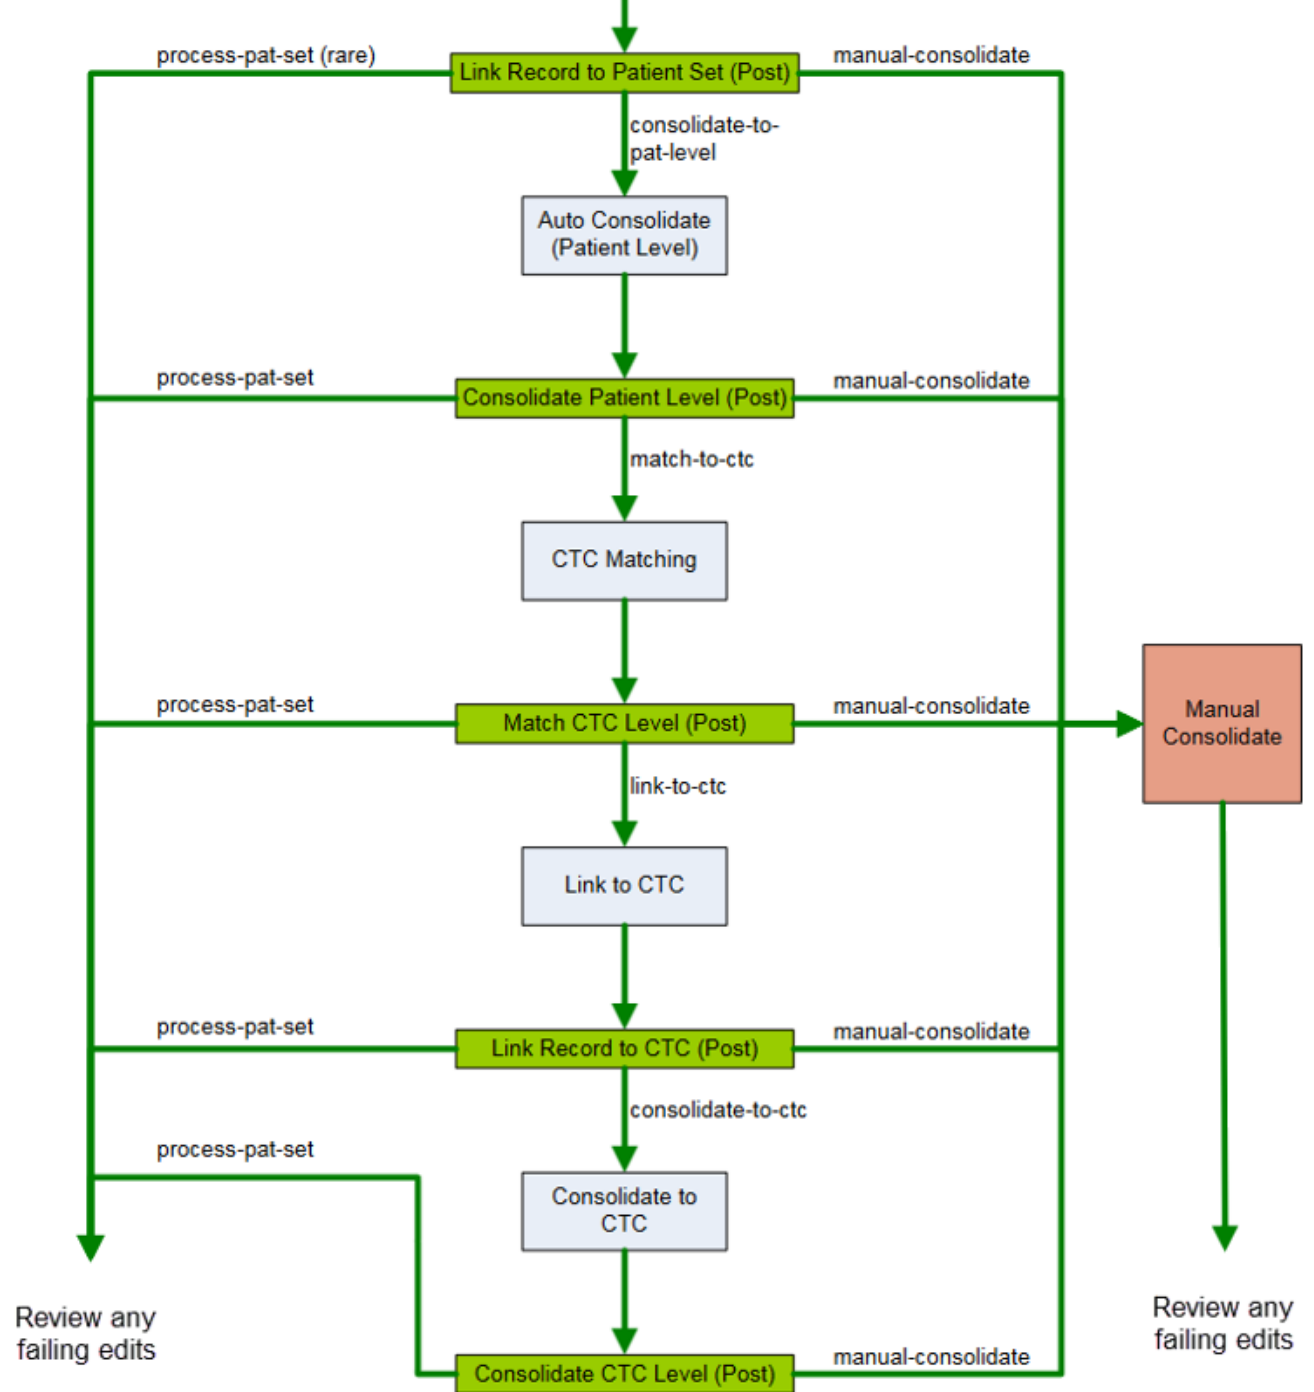 process-pat-set (rare)
manual-consolidate
Link Record to Patient Set (Post)
consolidate-to-
pat-level
Auto Consolidate
(Patient Level)
process-pat-set
manual-consolidate
Consolidate Patient Level (Post)
match-to-ctc
CTC Matching
process-pat-set
manual-consolidate
Match CTC Level (Post)
Manual
Consolidate
link-to-ctc
Link to CTC
process-pat-set
manual-consolidate
Link Record to CTC (Post)
consolidate-to-ctc
process-pat-set
Consolidate to
CTC
Review any
failing edits
Review any
failing edits
manual-consolidate
Consolidate CTC Level (Post)